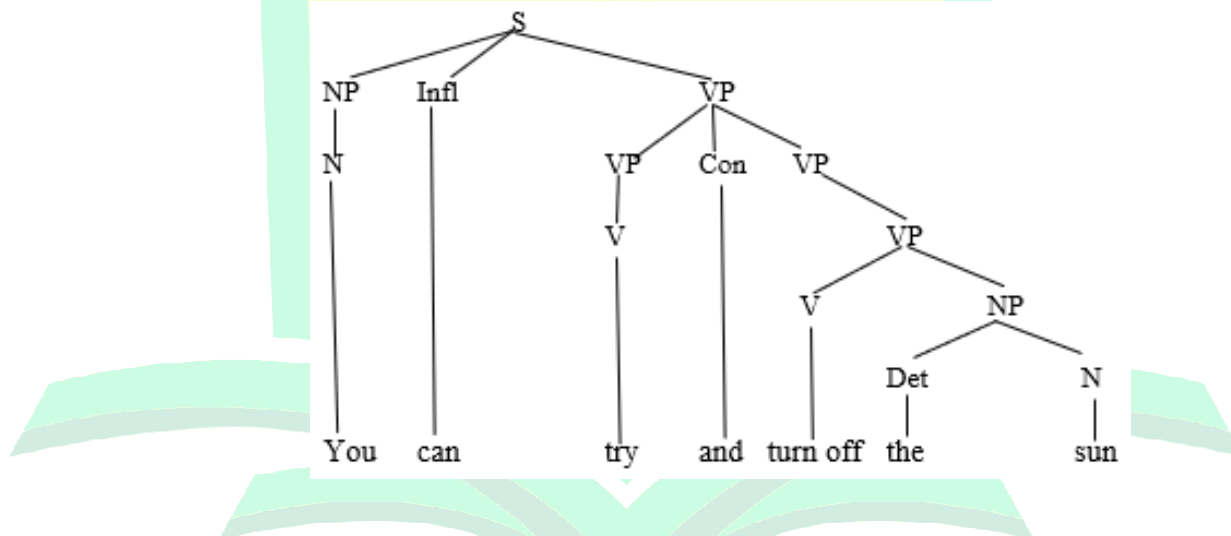 S
NP Infl VP
N VP Con VP
V VP
V NP
Det N
You can try and turn off the sun